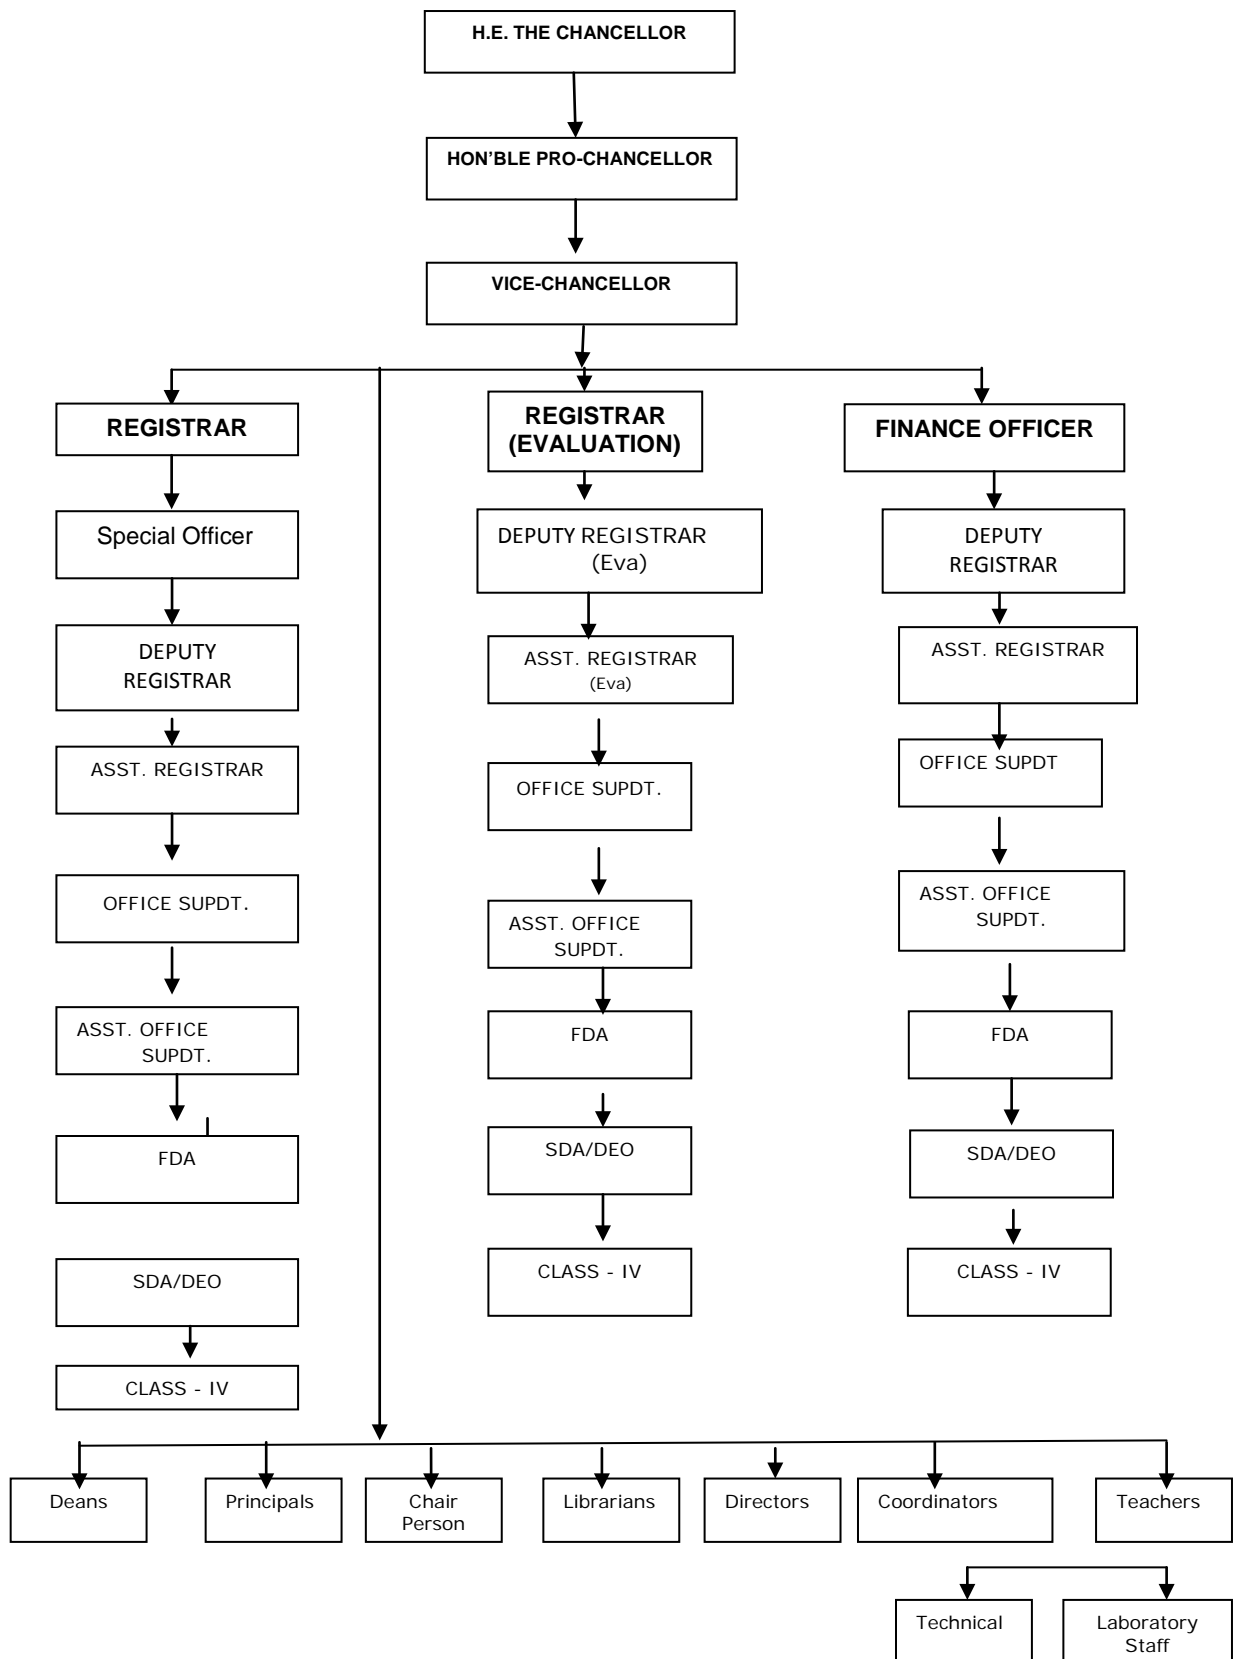 H.E. THE CHANCELLOR
HON’BLE PRO-CHANCELLOR
VICE-CHANCELLOR
REGISTRAR
Special Officer
DEPUTY
REGISTRAR
ASST. REGISTRAR
OFFICE SUPDT.
ASST. OFFICE
SUPDT.
FDA
SDA/DEO
CLASS - IV
REGISTRAR
(EVALUATION)
DEPUTY REGISTRAR
(Eva)
ASST. REGISTRAR
(Eva)
OFFICE SUPDT.
ASST. OFFICE
SUPDT.
FDA
SDA/DEO
CLASS - IV
FINANCE OFFICER
DEPUTY
REGISTRAR
ASST. REGISTRAR
OFFICE SUPDT
ASST. OFFICE
SUPDT.
FDA
SDA/DEO
CLASS - IV
Deans
Principals
Chair
Person
Librarians
Directors
Coordinators
Teachers
Technical
Laboratory
Staff